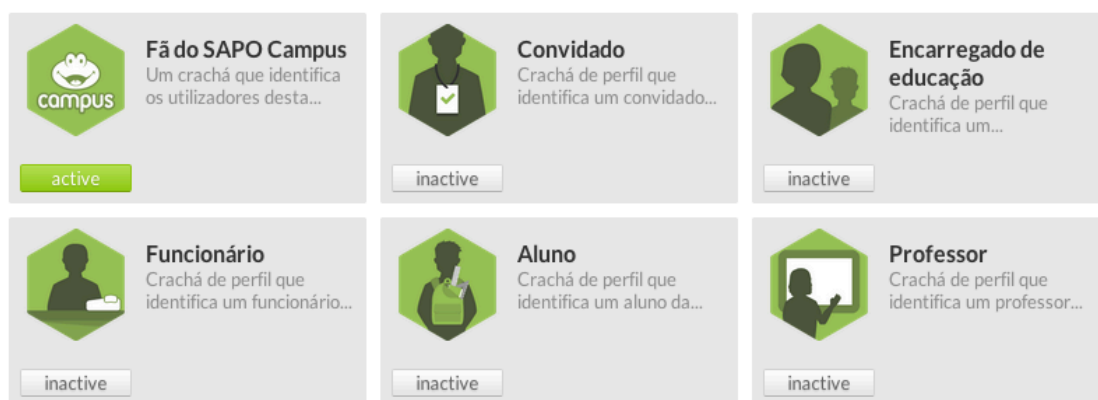 campus
Fã do SAPO Campus
Um crachá que identifica
os utilizadores desta...
active
Convidado
Crachá de perfil que
identifica um convidado...
inactive
Encarregado de
educação
Crachá de perfil que
identifica um...
inactive
Funcionário
Crachá de perfil que
identifica um funcionário...
inactive
Aluno
Crachá de perfil que
identifica um aluno da...
inactive
Professor
Crachá de perfil que
identifica um professor...
inactive